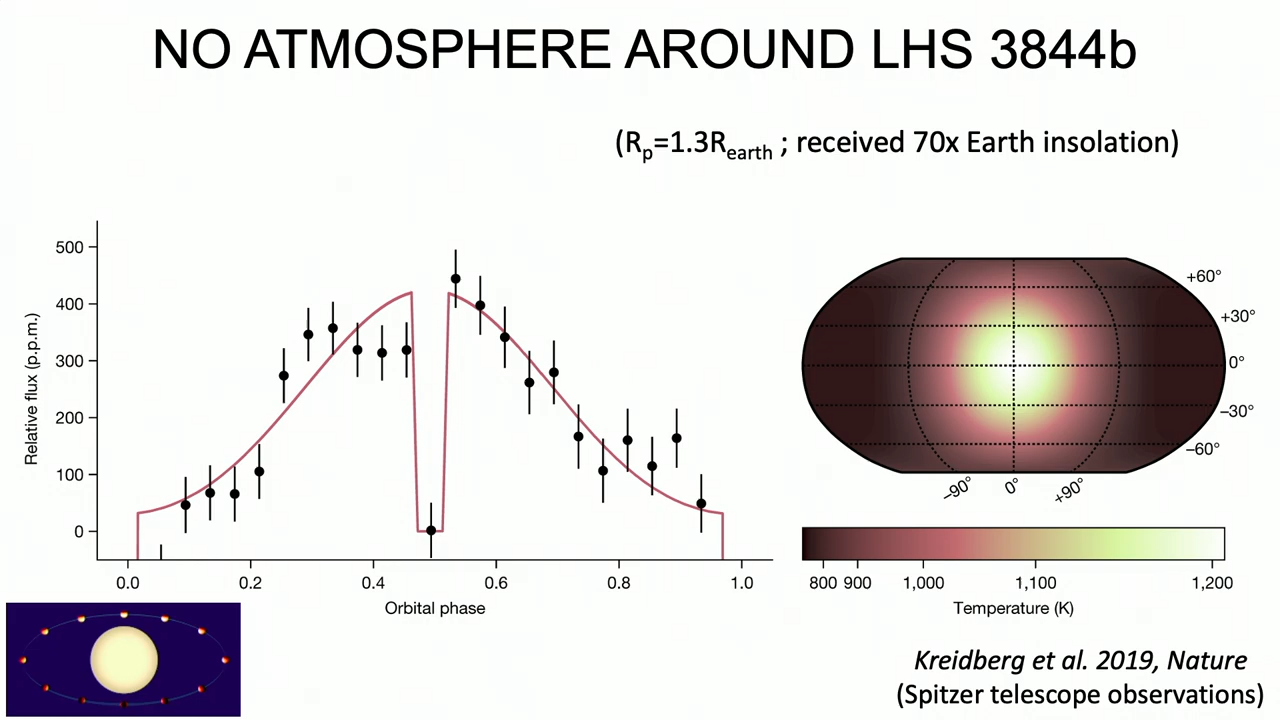 NO ATMOSPHERE AROUND LHS 3844b
(Rp=1.3Rearth ; received 70x Earth insolation)
Relative flux (p.p.m.)
500
400
300
200
100
0
0.0 0.2 0.4 0.6 0.8 1.0
Orbital phase
+60°
+30°
0°
–30°
–60°
–90° 0° +90°
800 900 1,000 1,100 1,200
Temperature (K)
Kreidberg et al. 2019, Nature
(Spitzer telescope observations)